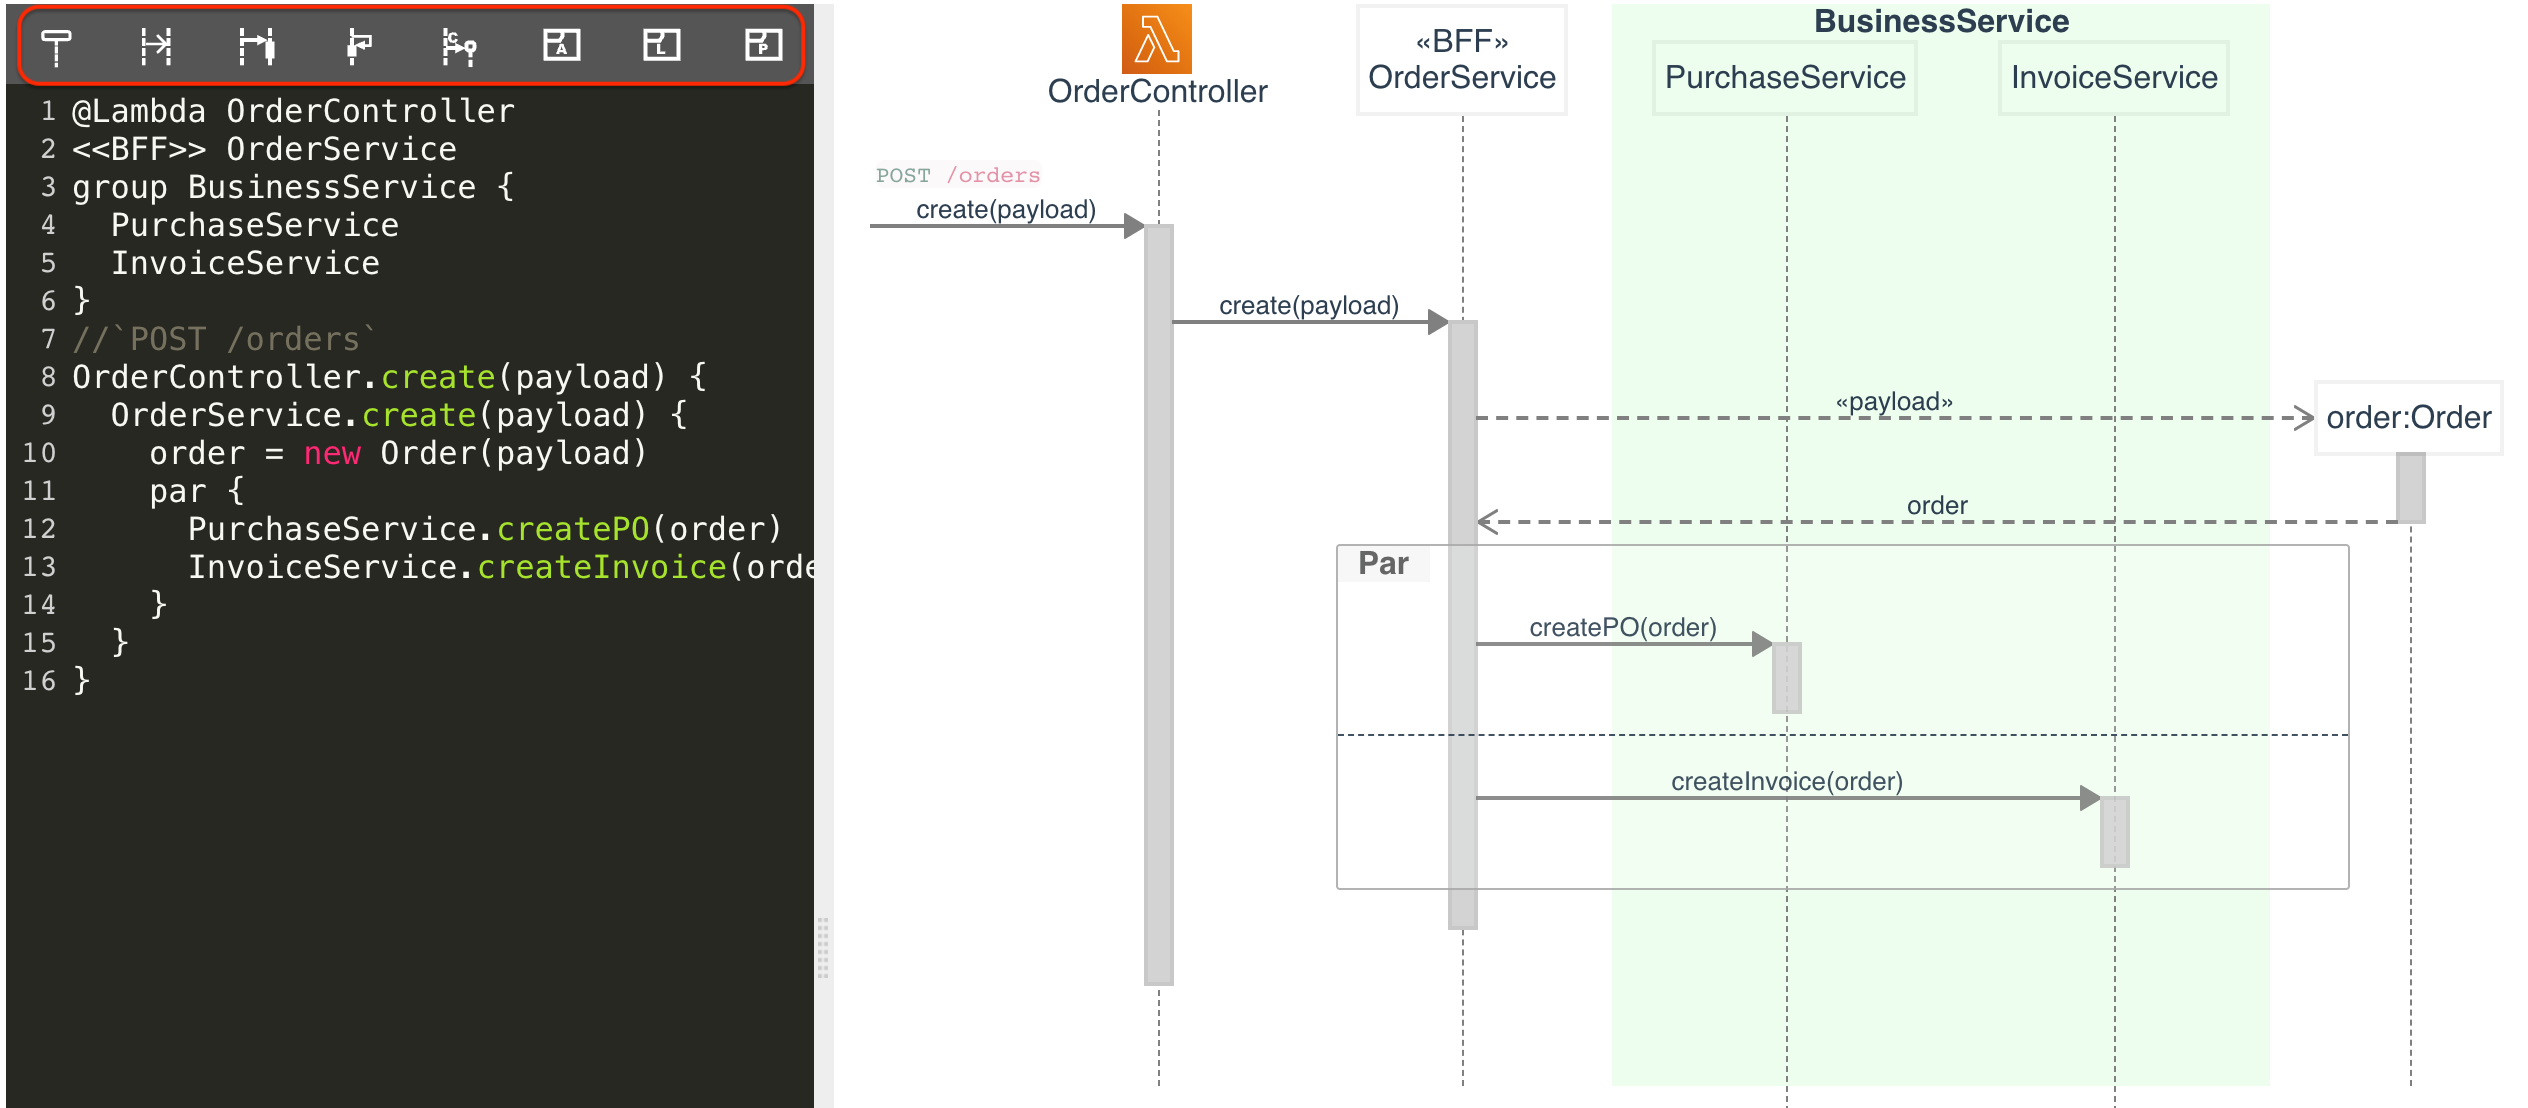 C
A
L
P
1 @Lambda OrderController
2 <<BFF>> OrderService
3 group BusinessService {
4 PurchaseService
5 InvoiceService
6 }
7 //`POST /orders`
8 OrderController.create(payload) {
9 OrderService.create(payload) {
10 order = new Order(payload)
11 par {
12 PurchaseService.createPO(order)
13 InvoiceService.createInvoice(orde
14 }
15 }
16 }
OrderController
«BFF»
OrderService
BusinessService
PurchaseService
InvoiceService
POST /orders
create(payload)
create(payload)
«payload»
order:Order
order
Par
createPO(order)
createInvoice(order)